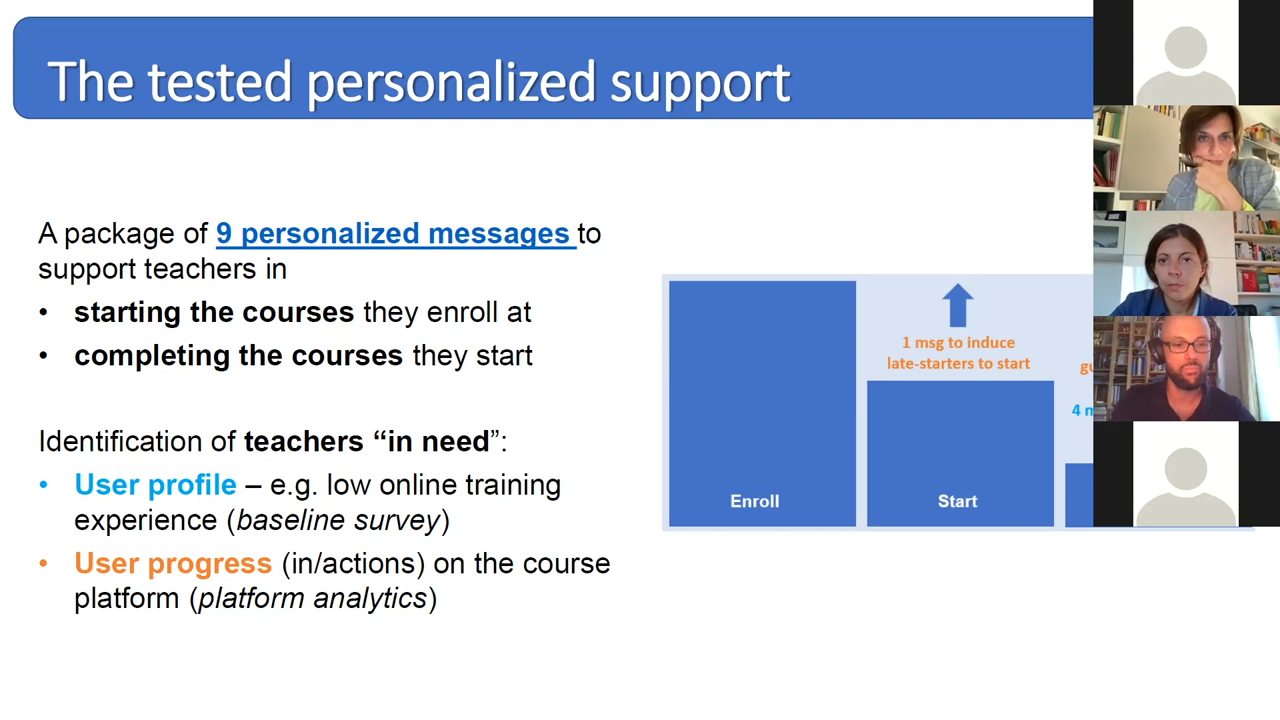 The tested personalized support
A package of 9 personalized messages to
support teachers in
• starting the courses they enroll at
• completing the courses they start
Identification of teachers “in need”:
• User profile – e.g. low online training
experience (baseline survey)
• User progress (in/actions) on the course
platform (platform analytics)
1 msg to induce
late-starters to start
Enroll
Start
4